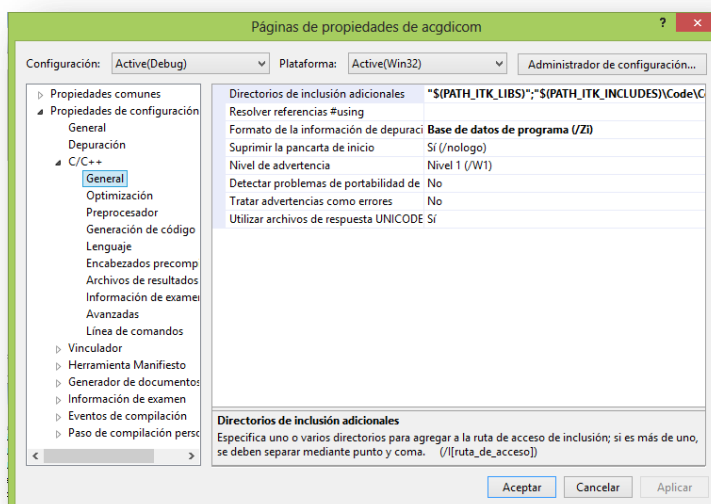 Páginas de propiedades de acgdicom
? ×
Configuración: Active(Debug) Plataforma: Active(Win32) Administrador de configuración...
Propiedades comunes
Propiedades de configuración
General
Depuración
C/C++
General
Optimización
Preprocesador
Generación de código
Lenguaje
Encabezados precomp
Archivos de resultados
Información de exame
Avanzadas
Línea de comandos
Vinculador
Herramienta Manifiesto
Generador de documentos
Información de examen
Eventos de compilación
Paso de compilación perso
Directorios de inclusión adicionales "$(PATH_ITK_LIBS)";"$(PATH_ITK_INCLUDES)\Code\C
Resolver referencias #using
Formato de la información de depuraci Base de datos de programa (/Zi)
Suprimir la pancarta de inicio Sí (/nologo)
Nivel de advertencia Nivel 1 (/W1)
Detectar problemas de portabilidad de No
Tratar advertencias como errores No
Utilizar archivos de respuesta UNICODE Sí
Directorios de inclusión adicionales
Especifica uno o varios directorios para agregar a la ruta de acceso de inclusión; si es más de uno,
se deben separar mediante punto y coma. (/I[ruta_de_acceso])
Aceptar Cancelar Aplicar